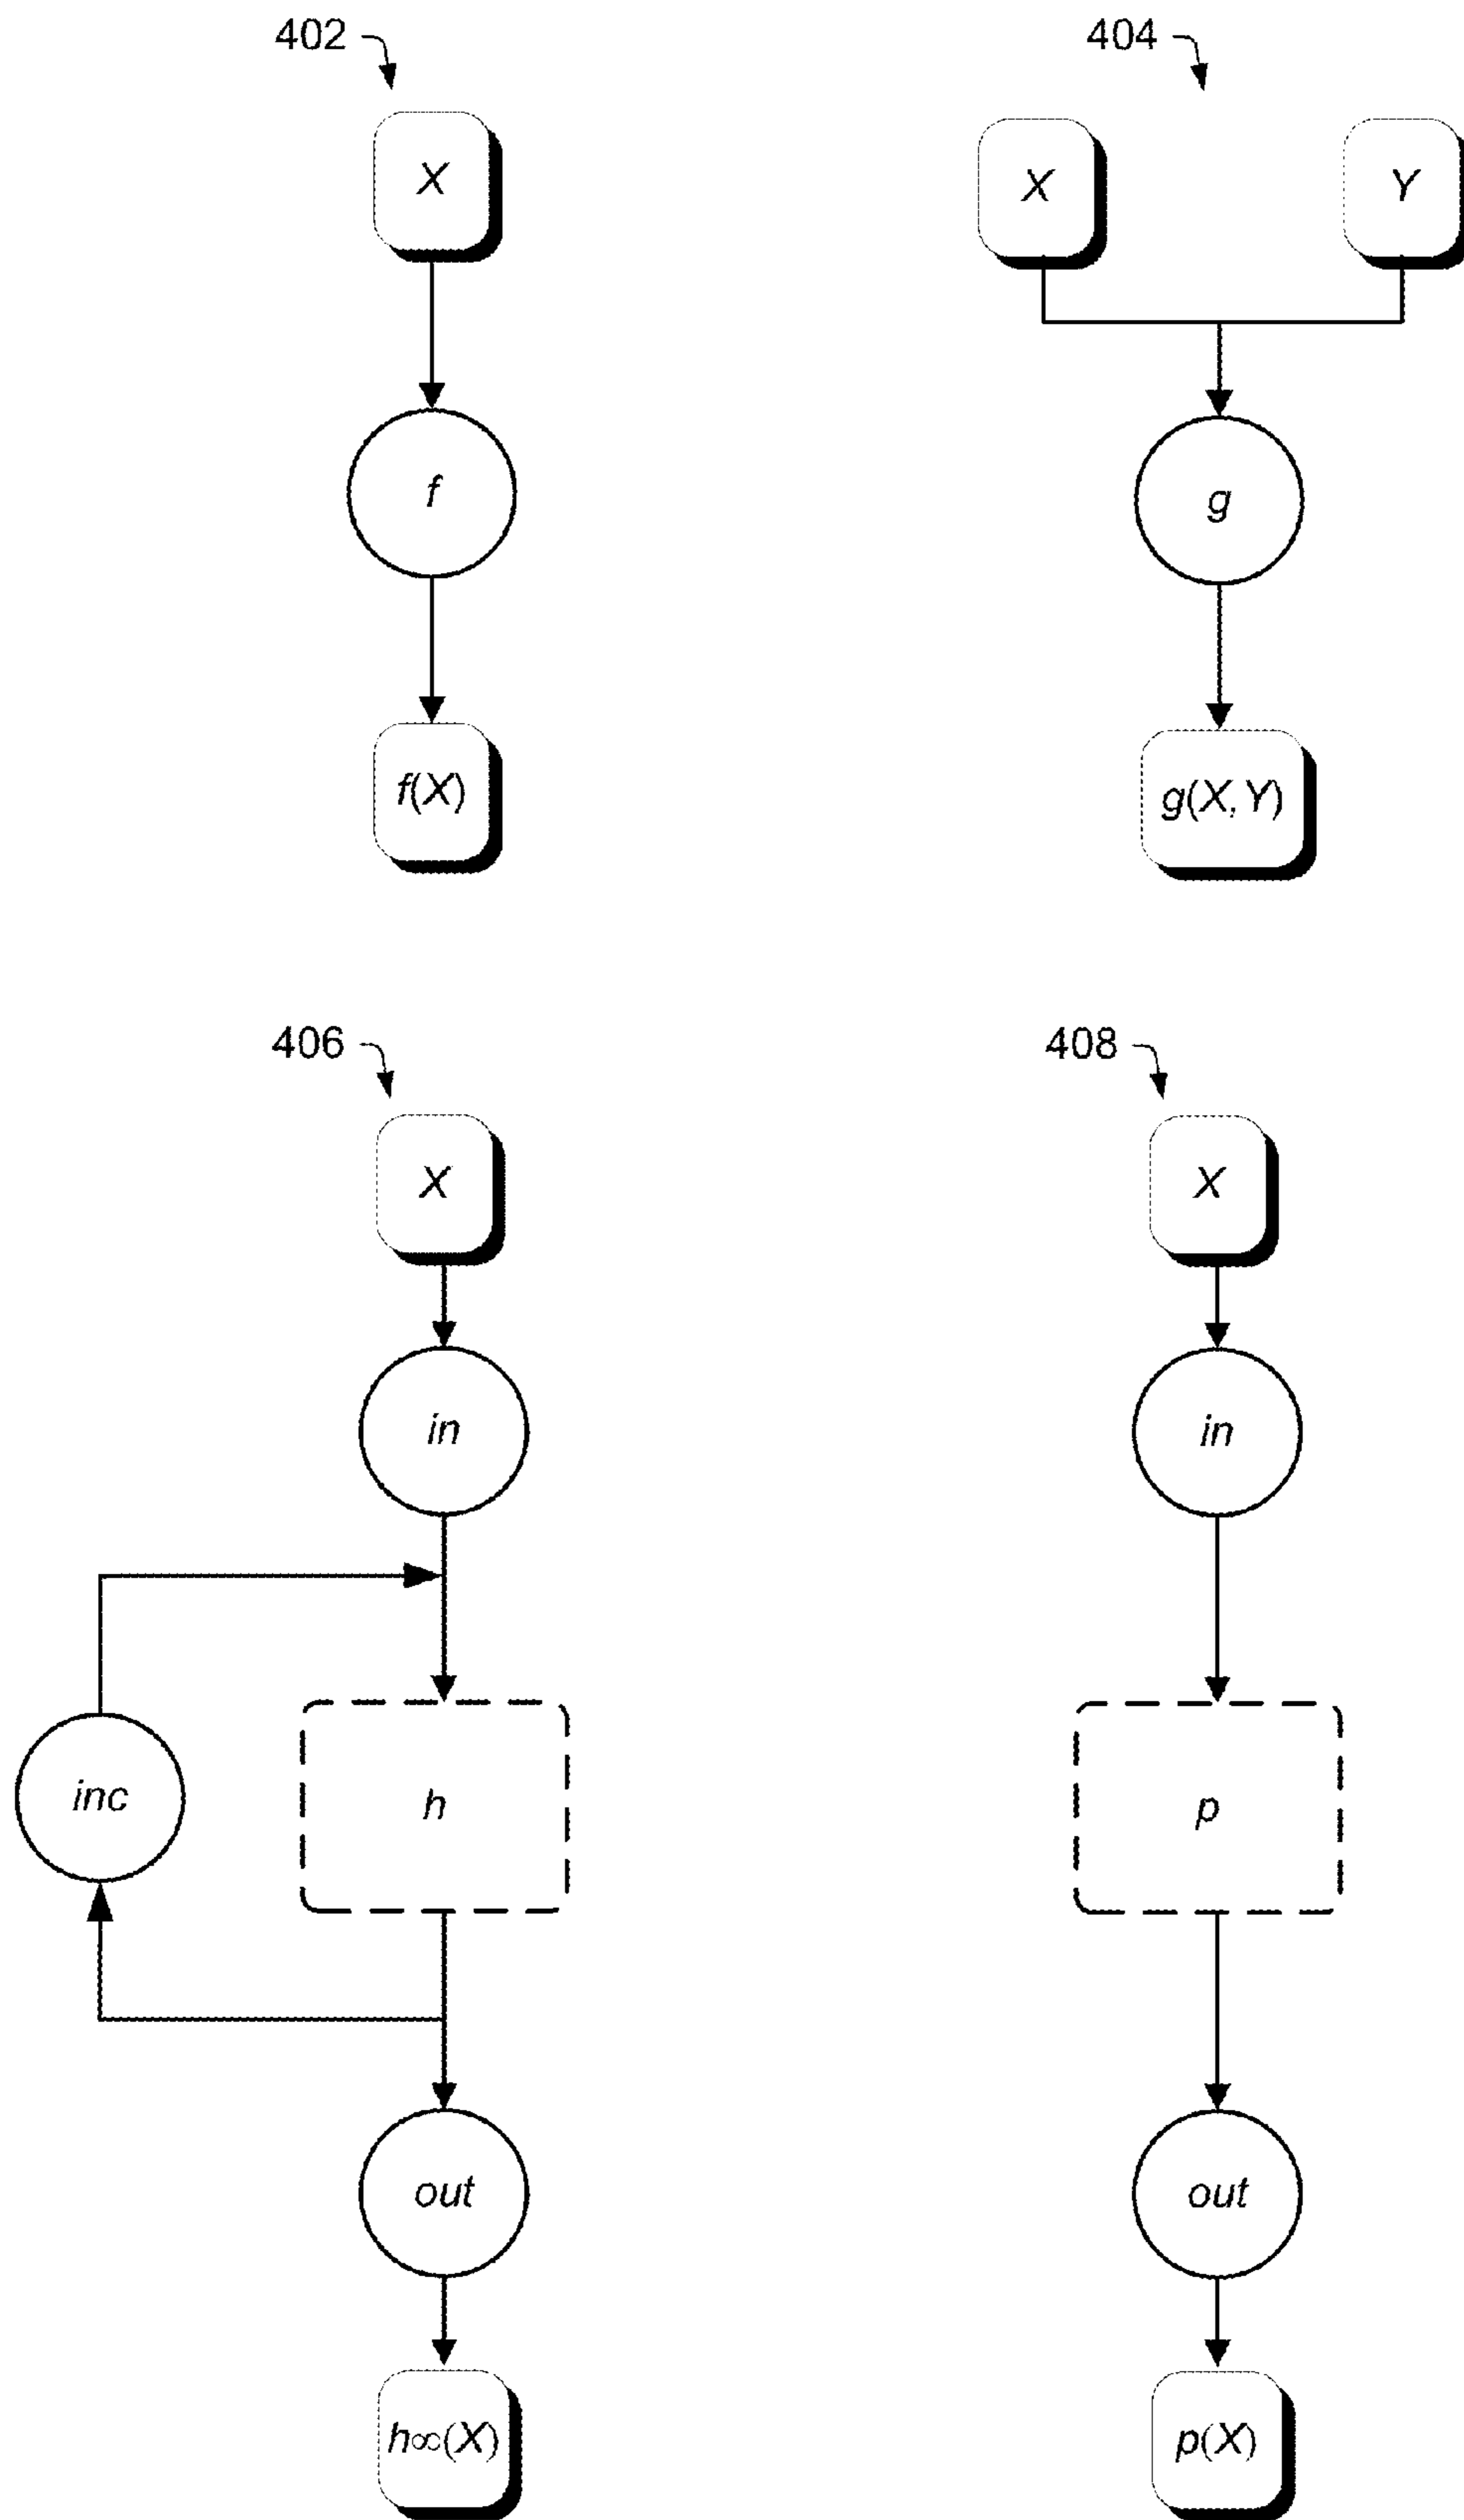 402
X
f
f(X)
404
X
Y
g
g(X,Y)
406
X
in
inc
h
out
h∞(X)
408
X
in
p
out
p(X)